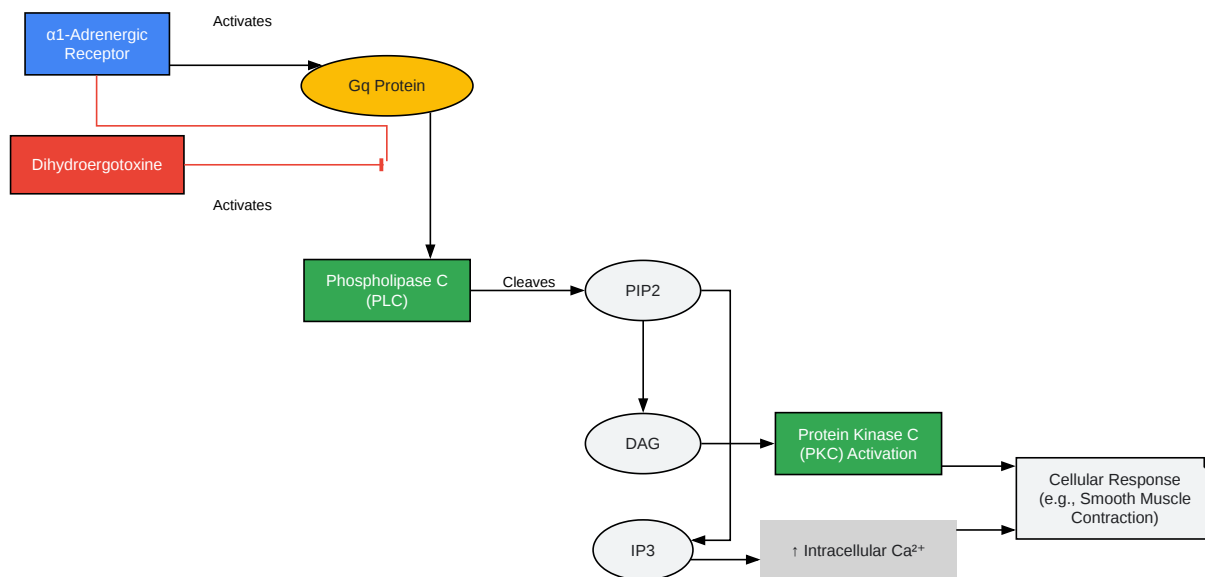 Activates
α1-Adrenergic
Receptor
Gq Protein
Dihydroergotoxine
Activates
Phospholipase C
(PLC)
Cleaves
PIP2
DAG
Protein Kinase C
(PKC) Activation
Cellular Response
(e.g., Smooth Muscle
Contraction)
IP3
↑ Intracellular Ca²⁺